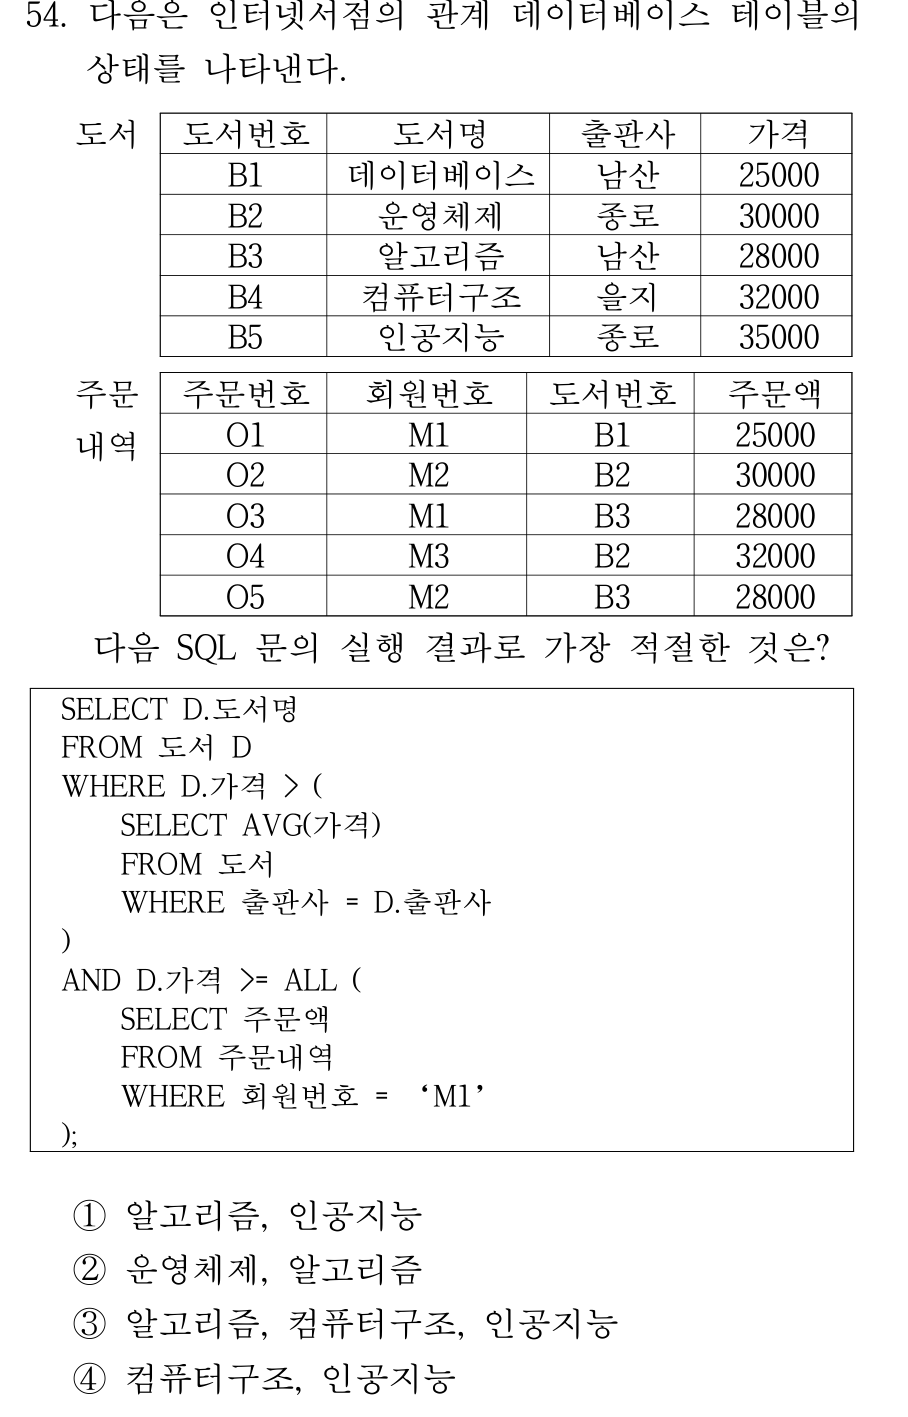 54. 다음은 인터넷서점의 관계 데이터베이스 테이블의
상태를 나타낸다.
도서 도서번호 도서명 출판사 가격
B1 데이터베이스 남산 25000
B2 운영체제 종로 30000
B3 알고리즘 남산 28000
B4 컴퓨터구조 을지 32000
B5 인공지능 종로 35000
주문 주문번호 회원번호 도서번호 주문액
내역 O1 M1 B1 25000
O2 M2 B2 30000
O3 M1 B3 28000
O4 M3 B2 32000
O5 M2 B3 28000
다음 SQL 문의 실행 결과로 가장 적절한 것은?
SELECT D.도서명
FROM 도서 D
WHERE D.가격 > (
SELECT AVG(가격)
FROM 도서
WHERE 출판사 = D.출판사
)
AND D.가격 >= ALL (
SELECT 주문액
FROM 주문내역
WHERE 회원번호 = ‘M1’
);
① 알고리즘, 인공지능
② 운영체제, 알고리즘
③ 알고리즘, 컴퓨터구조, 인공지능
④ 컴퓨터구조, 인공지능